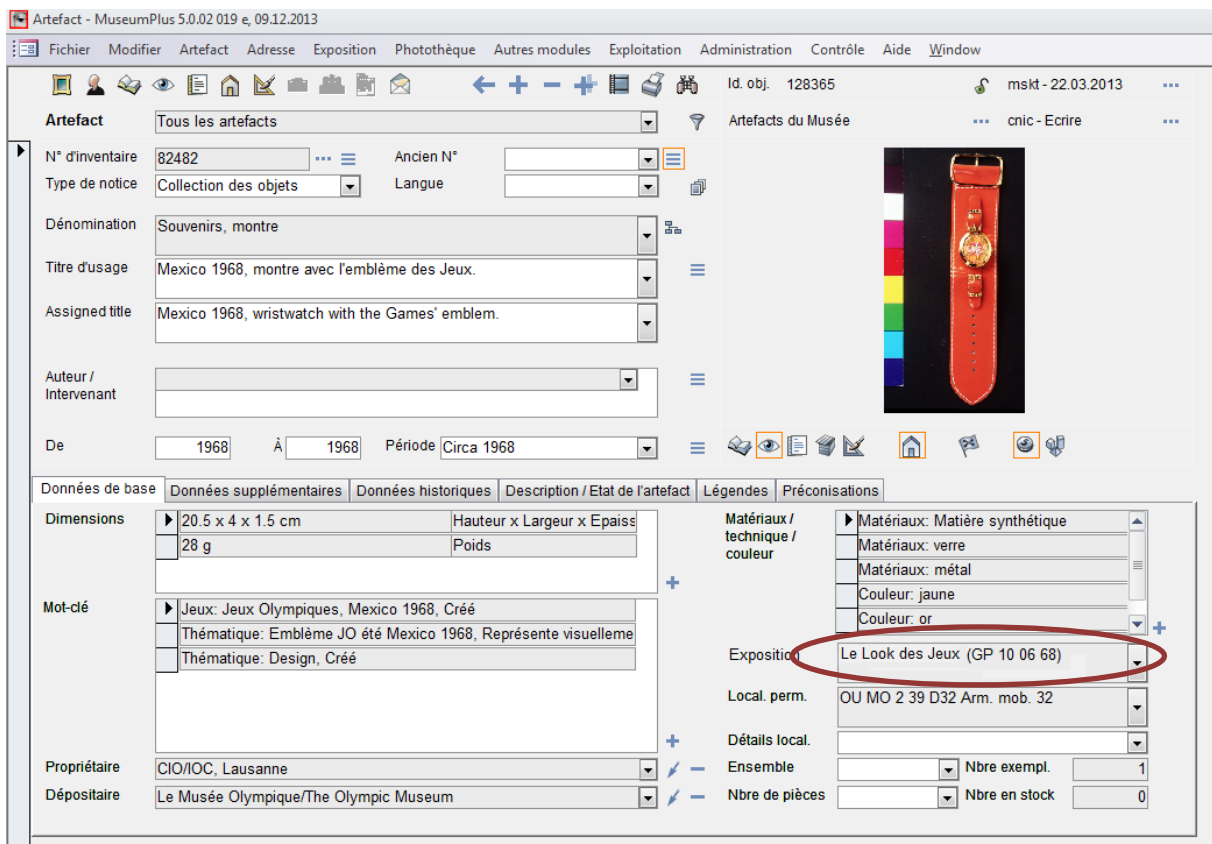 Artefact - MuseumPlus 5.0.02 019 e, 09.12.2013
Fichier Modifier Artefact Adresse Exposition Photothèque Autres modules Exploitation Administration Contrôle Aide Window
Id. obj. 128365 mskt - 22.03.2013
Artefact Tous les artefacts Artefacts du Musée cnic - Ecrire
N° d'inventaire 82482 Ancien N°
Type de notice Collection des objets Langue
Dénomination Souvenirs, montre
Titre d'usage Mexico 1968, montre avec l'emblème des Jeux.
Assigned title Mexico 1968, wristwatch with the Games' emblem.
Auteur /
Intervenant
De 1968 À 1968 Période Circa 1968
Données de base Données supplémentaires Données historiques Description / Etat de l'artefact Légendes Préconisations
Dimensions 20.5 x 4 x 1.5 cm Hauteur x Largeur x Epaiss
28 g Poids
Mot-clé Jeux: Jeux Olympiques, Mexico 1968, Créé
Thématique: Emblème JO été Mexico 1968, Représente visuelleme
Thématique: Design, Créé
Propriétaire CIO/IOC, Lausanne
Dépositaire Le Musée Olympique/The Olympic Museum
Matériaux /
technique /
couleur
Matériaux: Matière synthétique
Matériaux: verre
Matériaux: métal
Couleur: jaune
Couleur: or
Exposition Le Look des Jeux (GP 10 06 68)
Local. perm. OU MO 2 39 D32 Arm. mob. 32
Détails local.
Ensemble Nbre exempl. 1
Nbre de pièces Nbre en stock 0